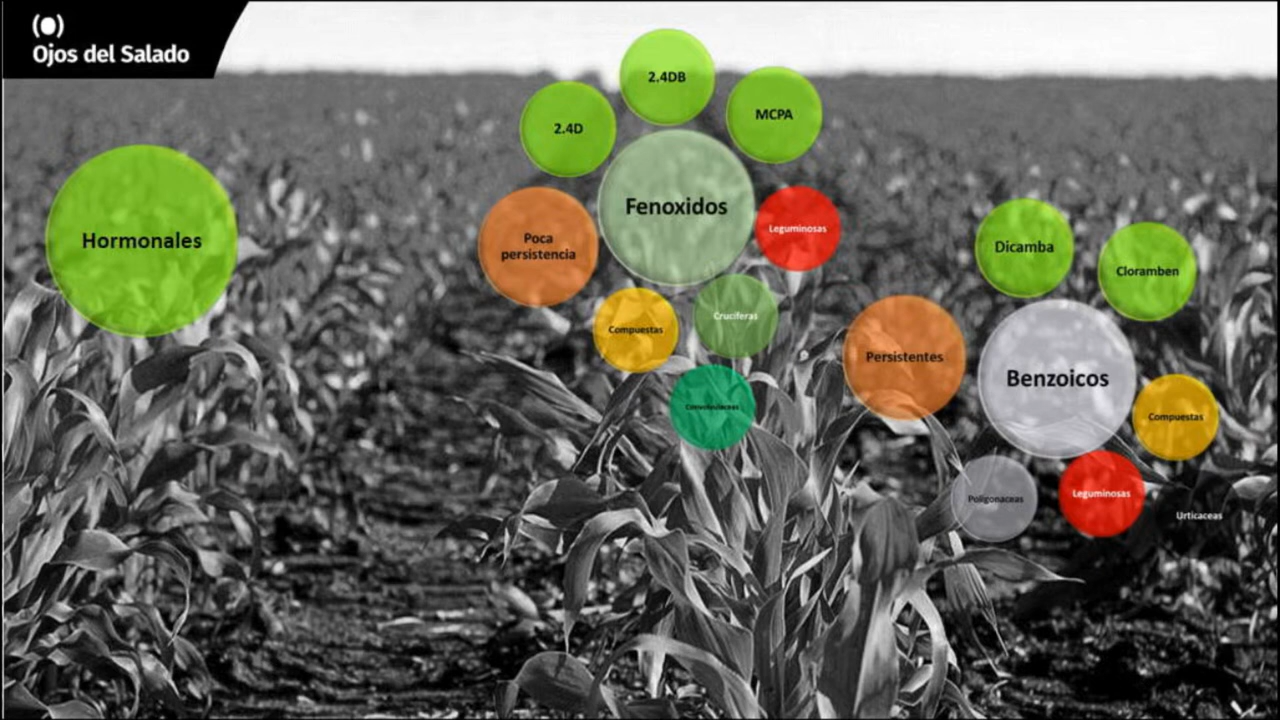 (●)
Ojos del Salado
Hormonales
2.4DB
2.4D
MCPA
Fenoxidos
Poca
persistencia
Leguminosas
Compuestas
Cruciferas
Convolvulaceas
Dicamba
Cloramben
Persistentes
Benzoicos
Compuestas
Poligonaceas
Leguminosas
Urticaceas